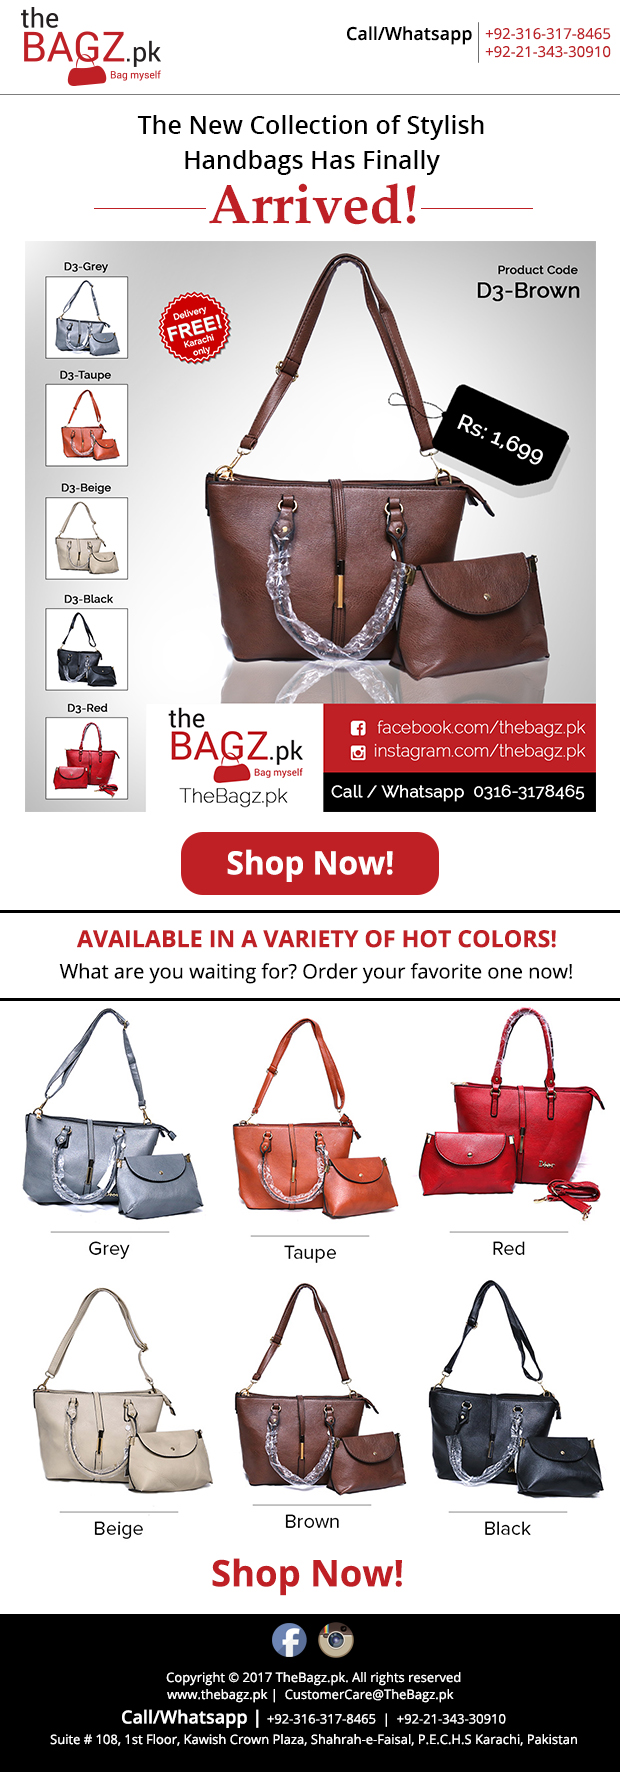 the
BAGZ.pk
Bag myself
Call/Whatsapp
+92-316-317-8465
+92-21-343-30910
The New Collection of Stylish
Handbags Has Finally
Arrived!
D3-Grey
D3-Taupe
D3-Beige
D3-Black
D3-Red
Delivery
FREE!
Karachi
only
Product Code
D3-Brown
Rs: 1,699
the
BAGZ.pk
Bag myself
TheBagz.pk
facebook.com/thebagz.pk
instagram.com/thebagz.pk
Call / Whatsapp 0316-3178465
Shop Now!
AVAILABLE IN A VARIETY OF HOT COLORS!
What are you waiting for? Order your favorite one now!
Grey
Taupe
Red
Beige
Brown
Black
Shop Now!
Copyright © 2017 TheBagz.pk. All rights reserved
www.thebagz.pk | CustomerCare@TheBagz.pk
Call/Whatsapp | +92-316-317-8465 | +92-21-343-30910
Suite # 108, 1st Floor, Kawish Crown Plaza, Shahrah-e-Faisal, P.E.C.H.S Karachi, Pakistan